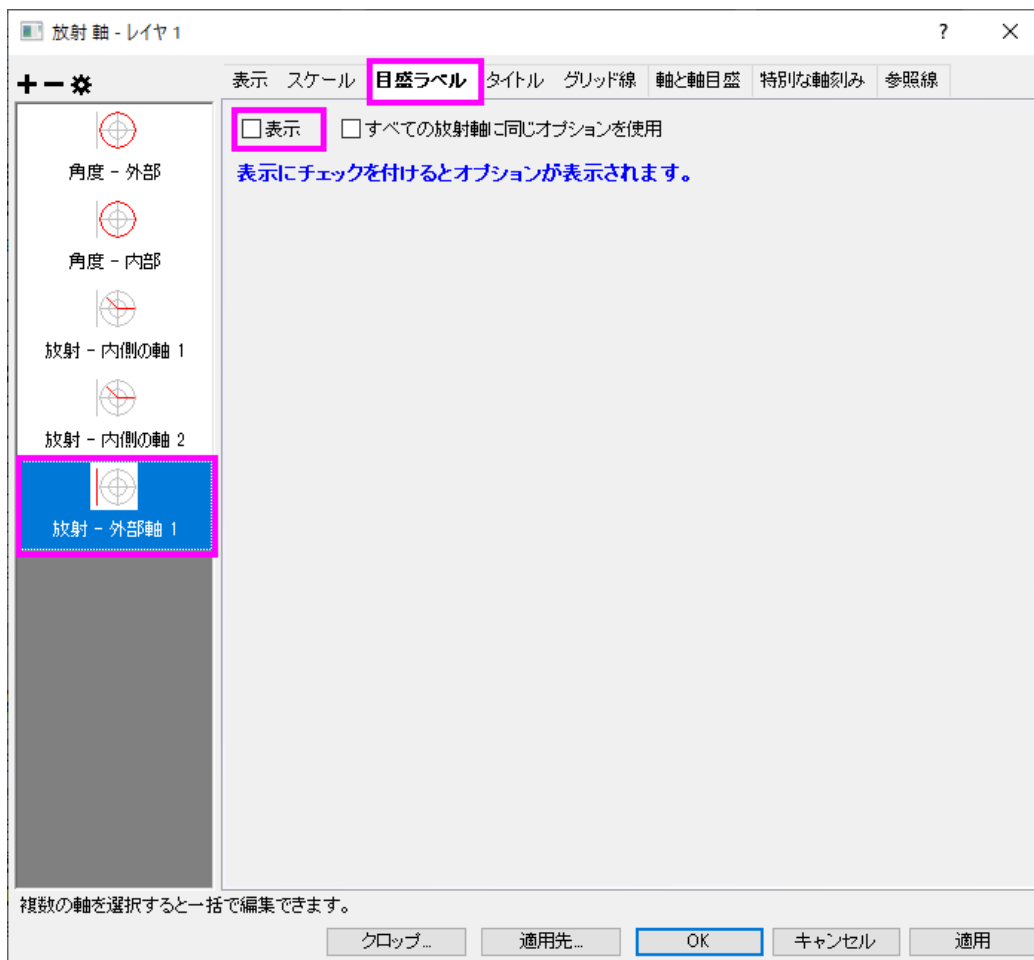 放射 軸 - レイヤ 1
表示 スケール 目盛ラベル タイトル グリッド線 軸と軸目盛 特別な軸刻み 参照線
角度 - 外部
角度 - 内部
放射 - 内側の軸 1
放射 - 内側の軸 2
放射 - 外部軸 1
表示 すべての放射軸に同じオプションを使用
表示にチェックを付けるとオプションが表示されます。
複数の軸を選択すると一括で編集できます。
クロップ... 適用先... OK キャンセル 適用